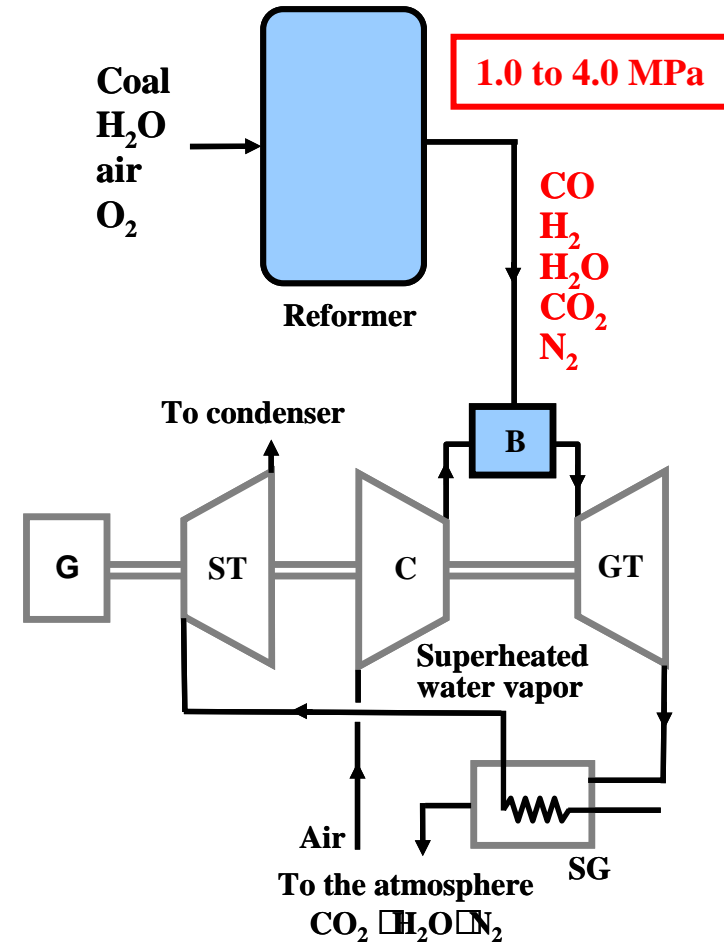 Coal
H₂O
air
O₂
1.0 to 4.0 MPa
CO
H₂
H₂O
CO₂
N₂
Reformer
To condenser
B
G
ST
C
GT
Superheated
water vapor
Air
SG
To the atmosphere
CO₂ □H₂O□N₂